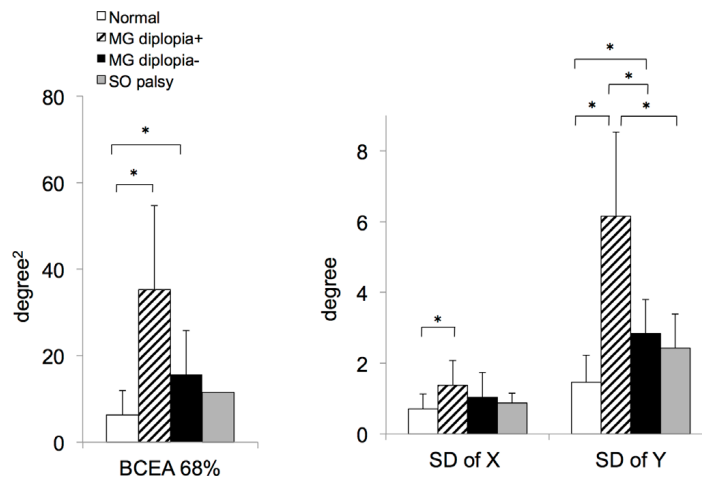 Normal
MG diplopia+
MG diplopia-
SO palsy
80
60
40
20
0
degree2
*
*
BCEA 68%
8
6
4
2
0
degree
*
*
*
*
*
SD of X
SD of Y